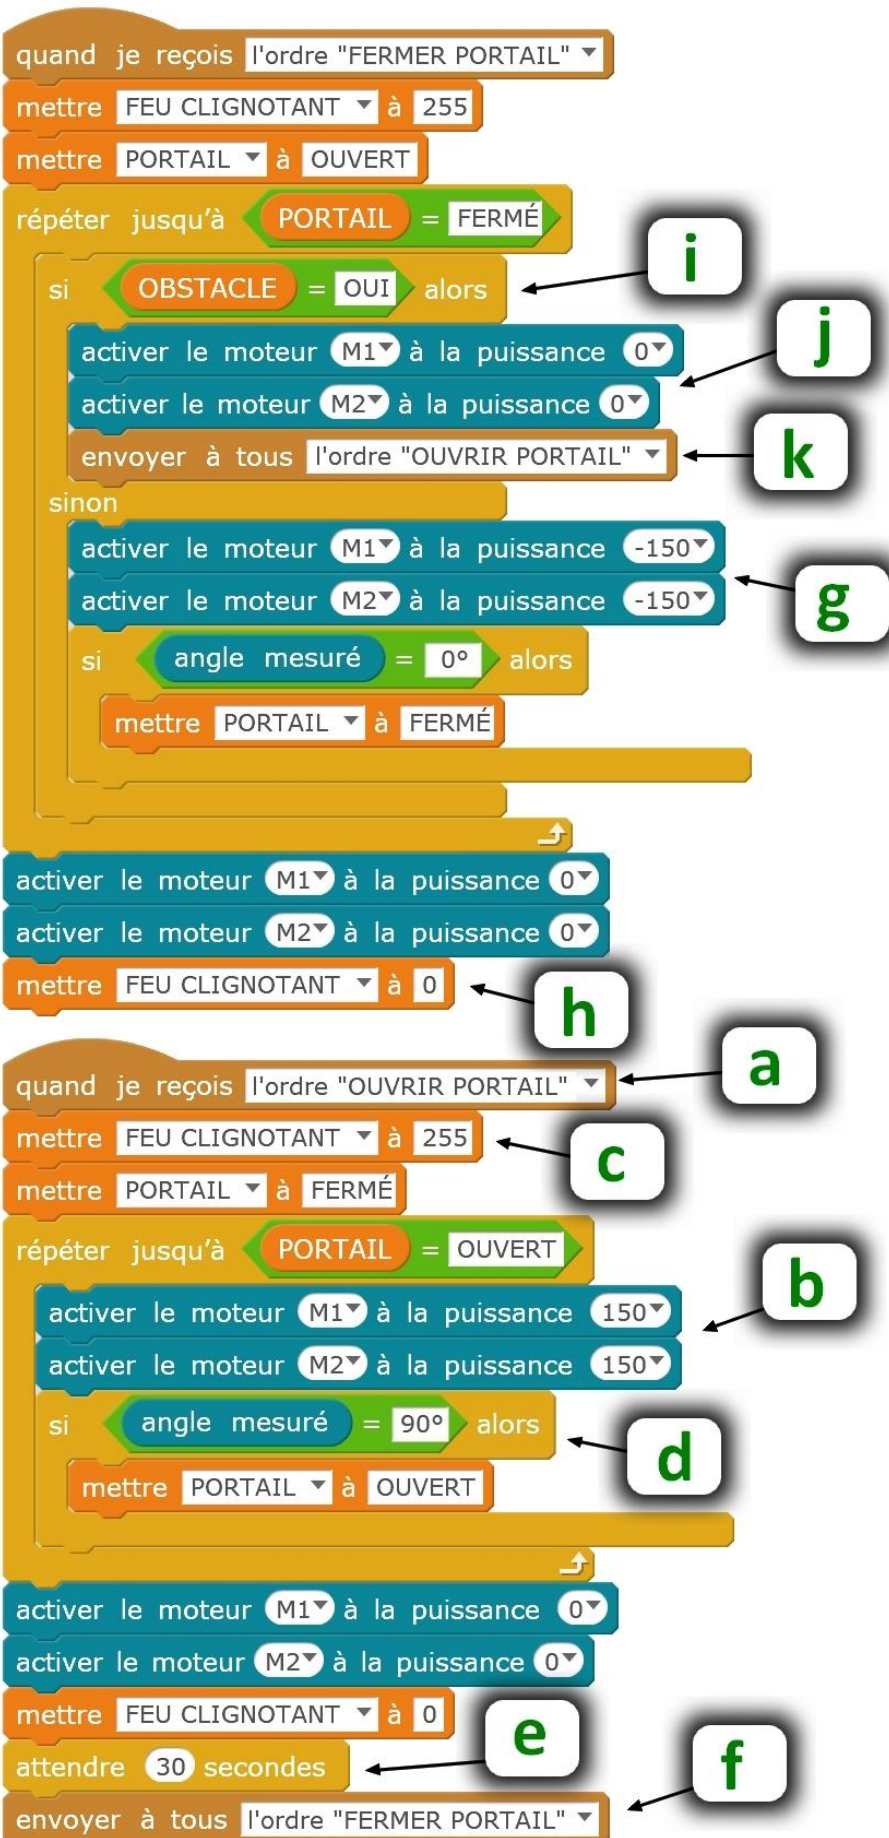 quand je reçois l'ordre "FERMER PORTAIL"
mettre FEU CLIGNOTANT à 255
mettre PORTAIL à OUVERT
répéter jusqu'à PORTAIL = FERMÉ
i
si OBSTACLE = OUI alors
j
activer le moteur M1 à la puissance 0
activer le moteur M2 à la puissance 0
k
envoyer à tous l'ordre "OUVRIR PORTAIL"
sinon
activer le moteur M1 à la puissance -150
g
activer le moteur M2 à la puissance -150
si angle mesuré = 0° alors
mettre PORTAIL à FERMÉ
activer le moteur M1 à la puissance 0
activer le moteur M2 à la puissance 0
mettre FEU CLIGNOTANT à 0
h
a
quand je reçois l'ordre "OUVRIR PORTAIL"
mettre FEU CLIGNOTANT à 255
c
mettre PORTAIL à FERMÉ
répéter jusqu'à PORTAIL = OUVERT
b
activer le moteur M1 à la puissance 150
activer le moteur M2 à la puissance 150
si angle mesuré = 90° alors
d
mettre PORTAIL à OUVERT
activer le moteur M1 à la puissance 0
activer le moteur M2 à la puissance 0
mettre FEU CLIGNOTANT à 0
e
attendre 30 secondes
f
envoyer à tous l'ordre "FERMER PORTAIL"